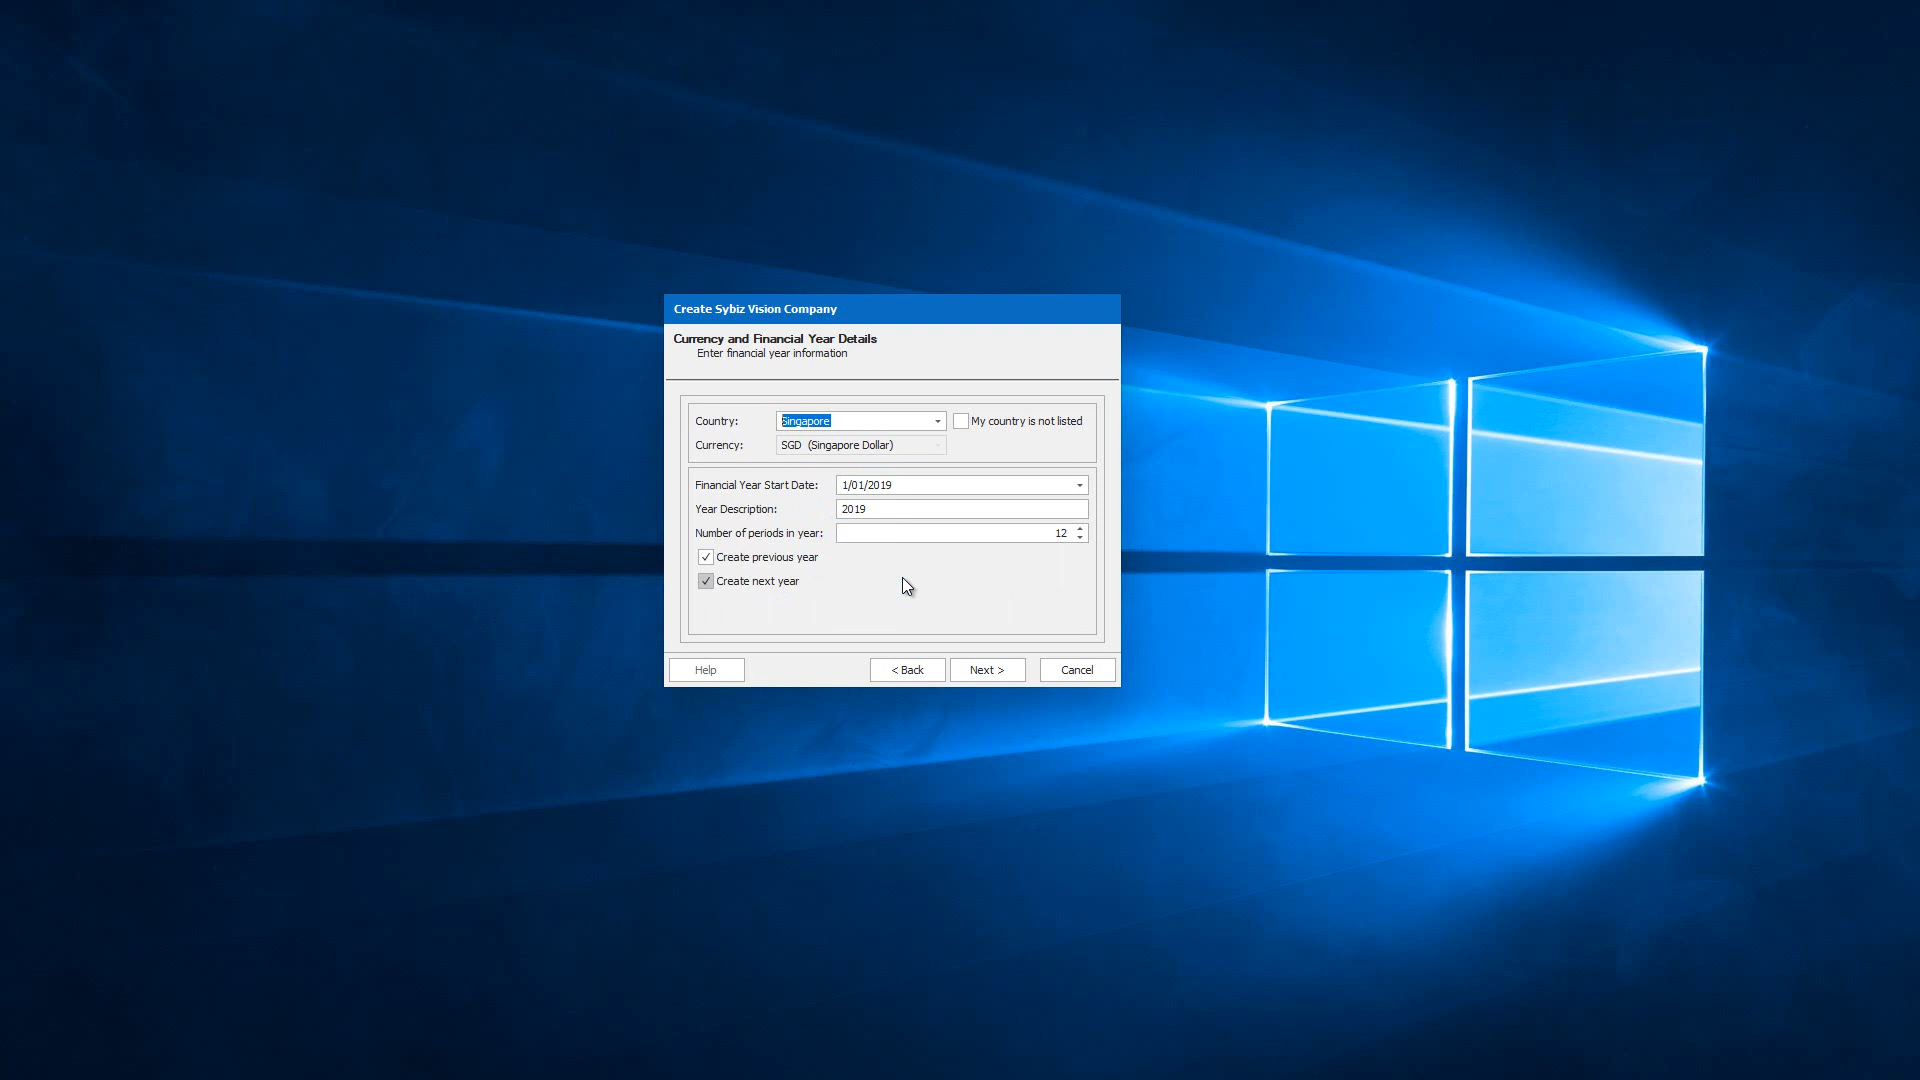 Create Sybiz Vision Company
Currency and Financial Year Details
Enter financial year information
Country: Singapore My country is not listed
Currency: SGD (Singapore Dollar)
Financial Year Start Date: 1/01/2019
Year Description: 2019
Number of periods in year: 12
Create previous year
Create next year
Help < Back Next > Cancel